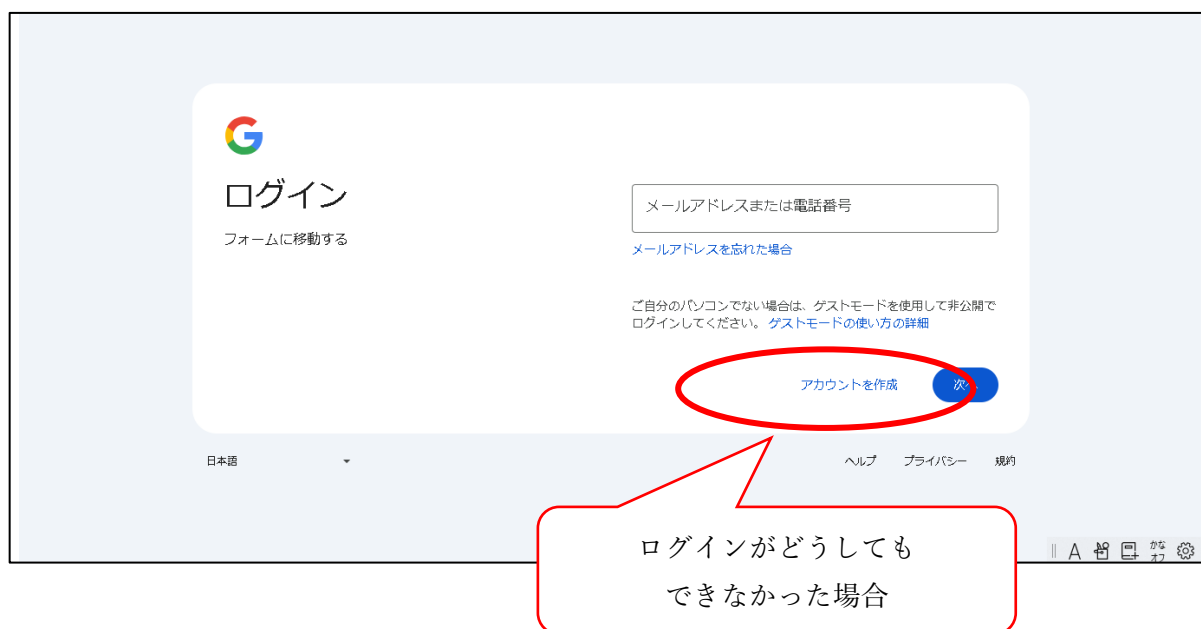 ログイン
フォームに移動する
メールアドレスまたは電話番号
メールアドレスを忘れた場合
ご自分のパソコンでない場合は、ゲストモードを使用して非公開で
ログインしてください。 ゲストモードの使い方の詳細
アカウントを作成
次へ
日本語
ヘルプ プライバシー 規約
ログインがどうしても
できなかった場合
A
かな
オフ